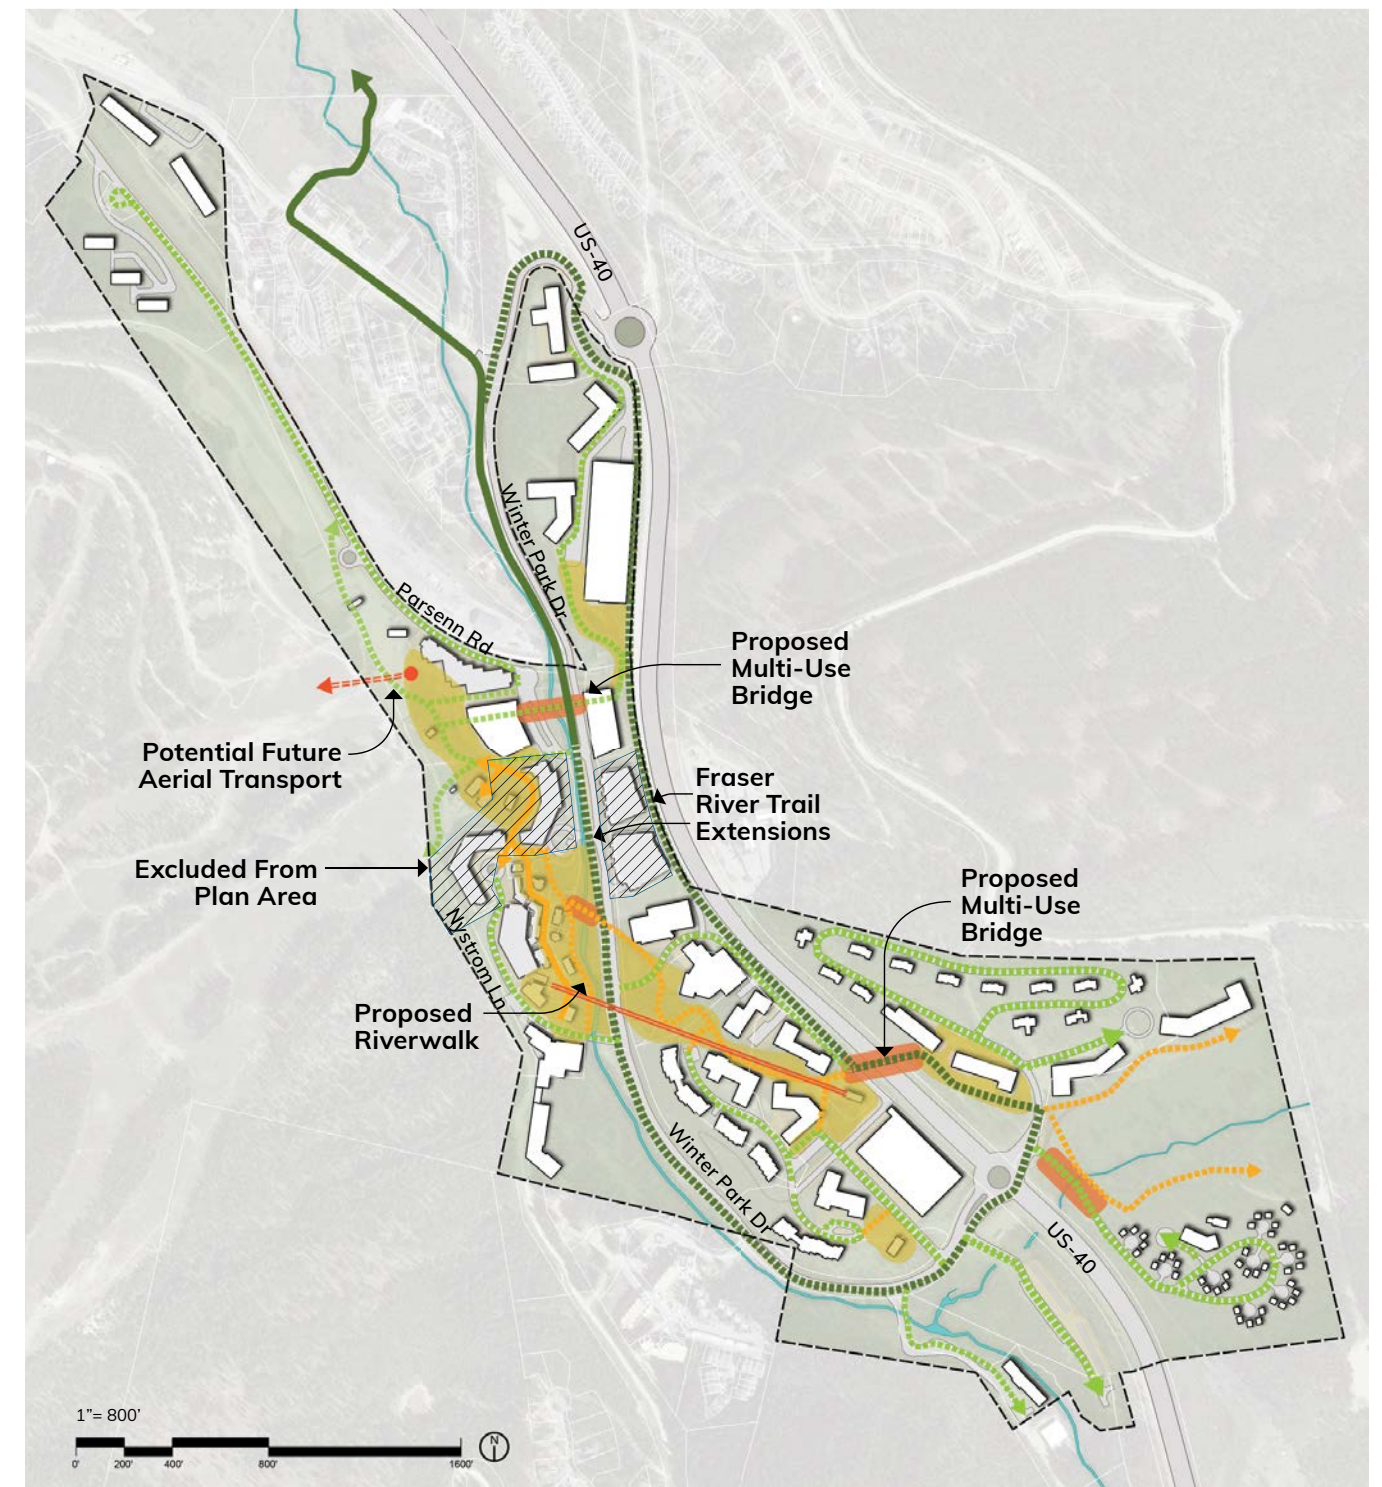 US-40
Winter Park Dr
Parsenn Rd
Proposed
Multi-Use
Bridge
Potential Future
Aerial Transport
Fraser
River Trail
Extensions
Excluded From
Plan Area
Proposed
Multi-Use
Bridge
Nystrom Ln
Proposed
Riverwalk
Winter Park Dr
US-40
1”= 800’
0' 200' 400' 800' 1600'
N